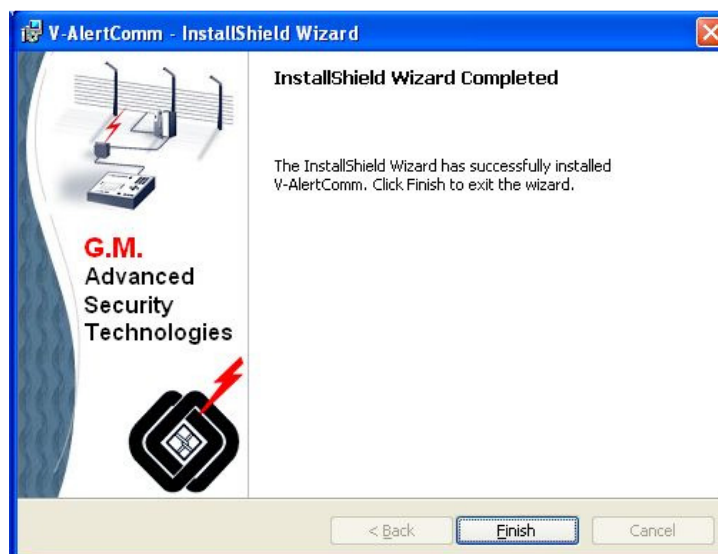 V-AlertComm - InstallShield Wizard
InstallShield Wizard Completed
The InstallShield Wizard has successfully installed
V-AlertComm. Click Finish to exit the wizard.
G.M.
Advanced
Security
Technologies
< Back
Finish
Cancel